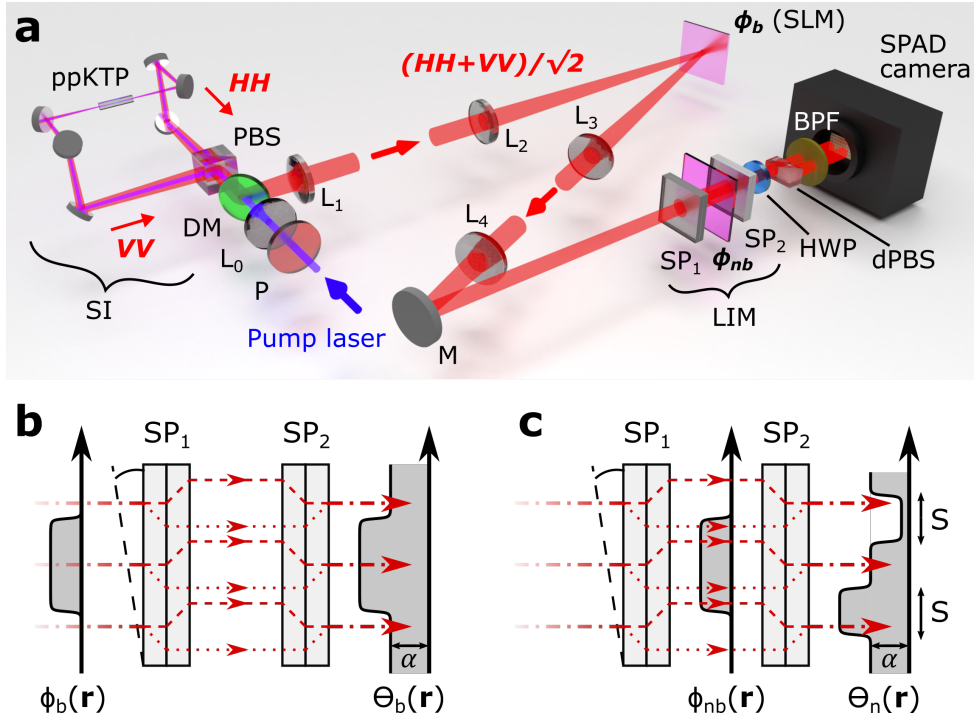 a
ppKTP
HH
PBS
(HH+VV)/√2
ϕb (SLM)
SPAD
camera
BPF
L2
L3
L1
DM
L0
P
VV
SI
Pump laser
L4
M
SP1
ϕnb
SP2
LIM
HWP
dPBS
b
SP1
SP2
α
ϕb(r)
Θb(r)
c
SP1
SP2
S
S
α
ϕnb(r)
Θn(r)